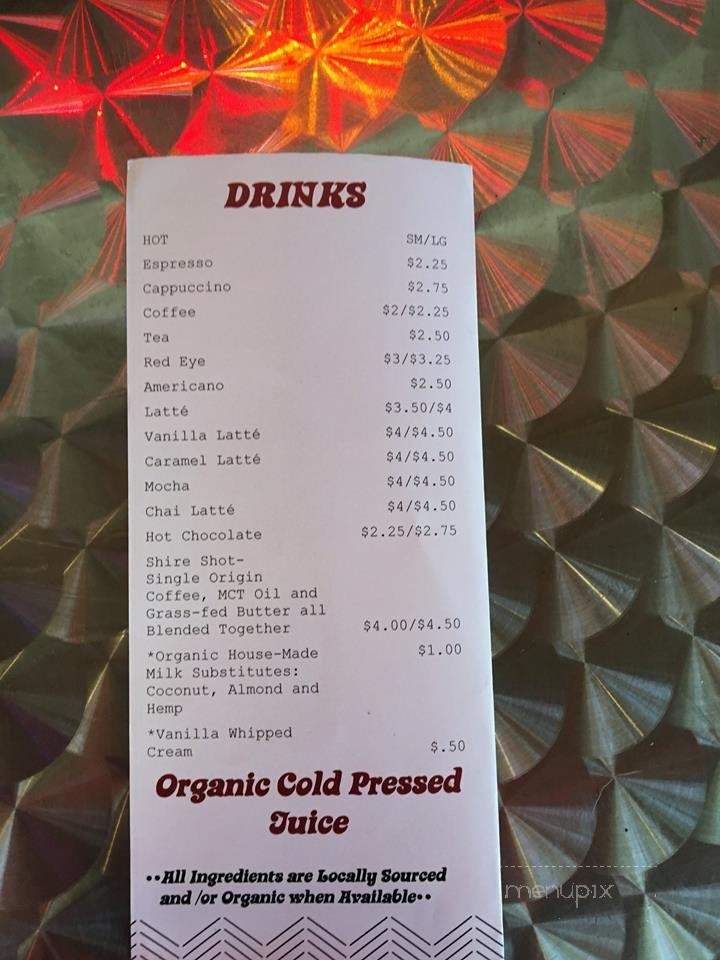 DRINKS
HOT SM/LG
Espresso $2.25
Cappuccino $2.75
Coffee $2/$2.25
Tea $2.50
Red Eye $3/$3.25
Americano $2.50
Latté $3.50/$4
Vanilla Latté $4/$4.50
Caramel Latté $4/$4.50
Mocha $4/$4.50
Chai Latté $4/$4.50
Hot Chocolate $2.25/$2.75
Shire Shot-
Single Origin
Coffee, MCT Oil and
Grass-fed Butter all
Blended Together $4.00/$4.50
*Organic House-Made $1.00
Milk Substitutes:
Coconut, Almond and
Hemp
*Vanilla Whipped
Cream $.50
Organic Cold Pressed
Juice
••All Ingredients are Locally Sourced
and /or Organic when Available••
menupix